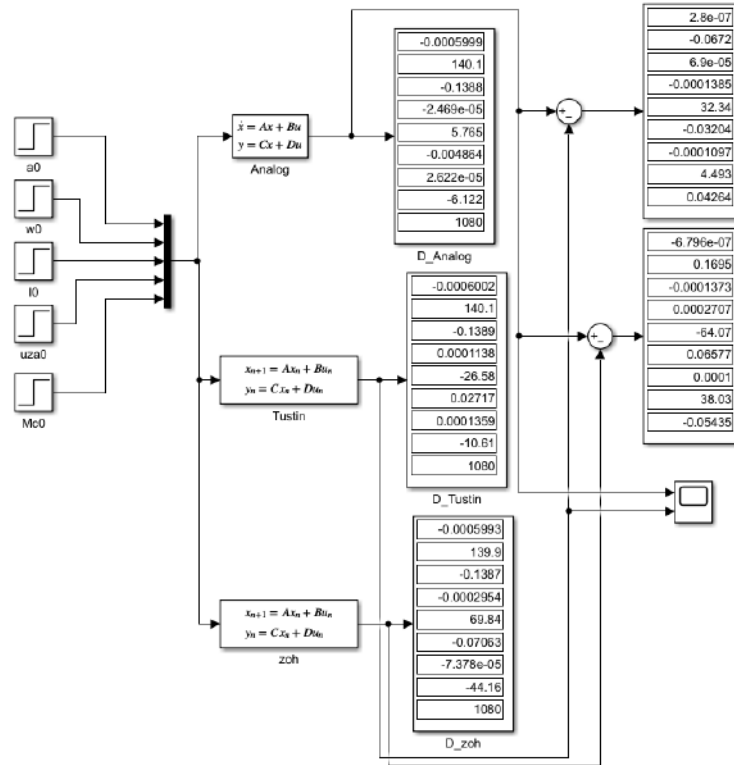 a0
w0
I0
uza0
Mc0
ẋ = Ax + Bu
y = Cx + Du
Analog
-0.0005999
140.1
-0.1388
-2.469e-05
5.765
-0.004864
2.622e-05
-6.122
1080
D_Analog
2.8e-07
-0.0672
6.9e-05
-0.0001385
32.34
-0.03204
-0.0001097
4.493
0.04264
xn+1 = Axn + Bun
yn = Cxn + Dun
Tustin
-0.0006002
140.1
-0.1389
0.0001138
-26.58
0.02717
0.0001359
-10.61
1080
D_Tustin
-6.796e-07
0.1695
-0.0001373
0.0002707
-64.07
0.06577
0.0001
38.03
-0.05435
xn+1 = Axn + Bun
yn = Cxn + Dun
zoh
-0.0005993
139.9
-0.1387
-0.0002954
69.84
-0.07063
-7.378e-05
-44.16
1080
D_zoh